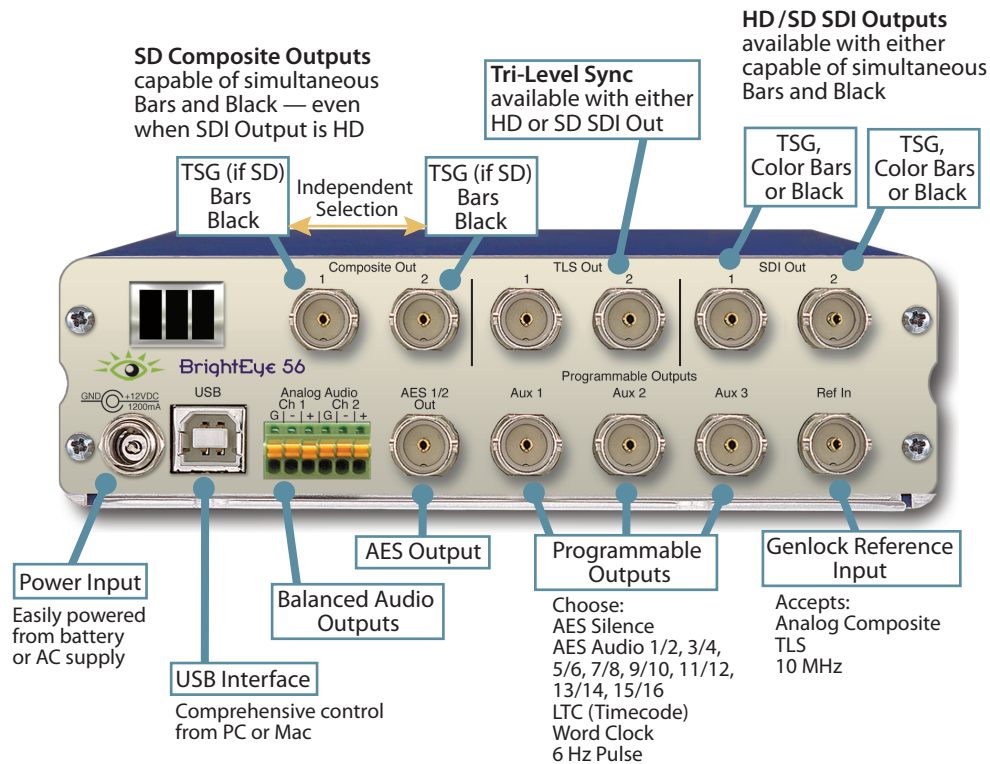 SD Composite Outputs
capable of simultaneous
Bars and Black — even
when SDI Output is HD
Tri-Level Sync
available with either
HD or SD SDI Out
HD/SD SDI Outputs
available with either
capable of simultaneous
Bars and Black
TSG (if SD)
Bars
Black
Independent
Selection
TSG (if SD)
Bars
Black
TSG,
Color Bars
or Black
TSG,
Color Bars
or Black
Composite Out
1
2
TLS Out
1
2
SDI Out
1
2
BrightEye 56
Programmable Outputs
GND
+12VDC
1200mA
USB
Analog Audio
Ch 1 Ch 2
G | - | + | G | - | +
AES 1/2
Out
Aux 1
Aux 2
Aux 3
Ref In
Power Input
Easily powered
from battery
or AC supply
USB Interface
Comprehensive control
from PC or Mac
Balanced Audio
Outputs
AES Output
Programmable
Outputs
Choose:
AES Silence
AES Audio 1/2, 3/4,
5/6, 7/8, 9/10, 11/12,
13/14, 15/16
LTC (Timecode)
Word Clock
6 Hz Pulse
Genlock Reference
Input
Accepts:
Analog Composite
TLS
10 MHz